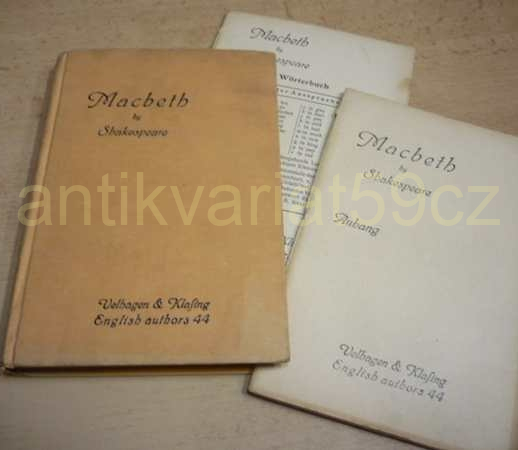 Macbeth
by
Shakespeare
Velhagen & Klaſing
English authors 44
Macbeth
by
Shakespeare
Wörterbuch
Macbeth
by
Shakespeare
Anhang
Velhagen & Klaſing
English authors 44
antikvariat59cz